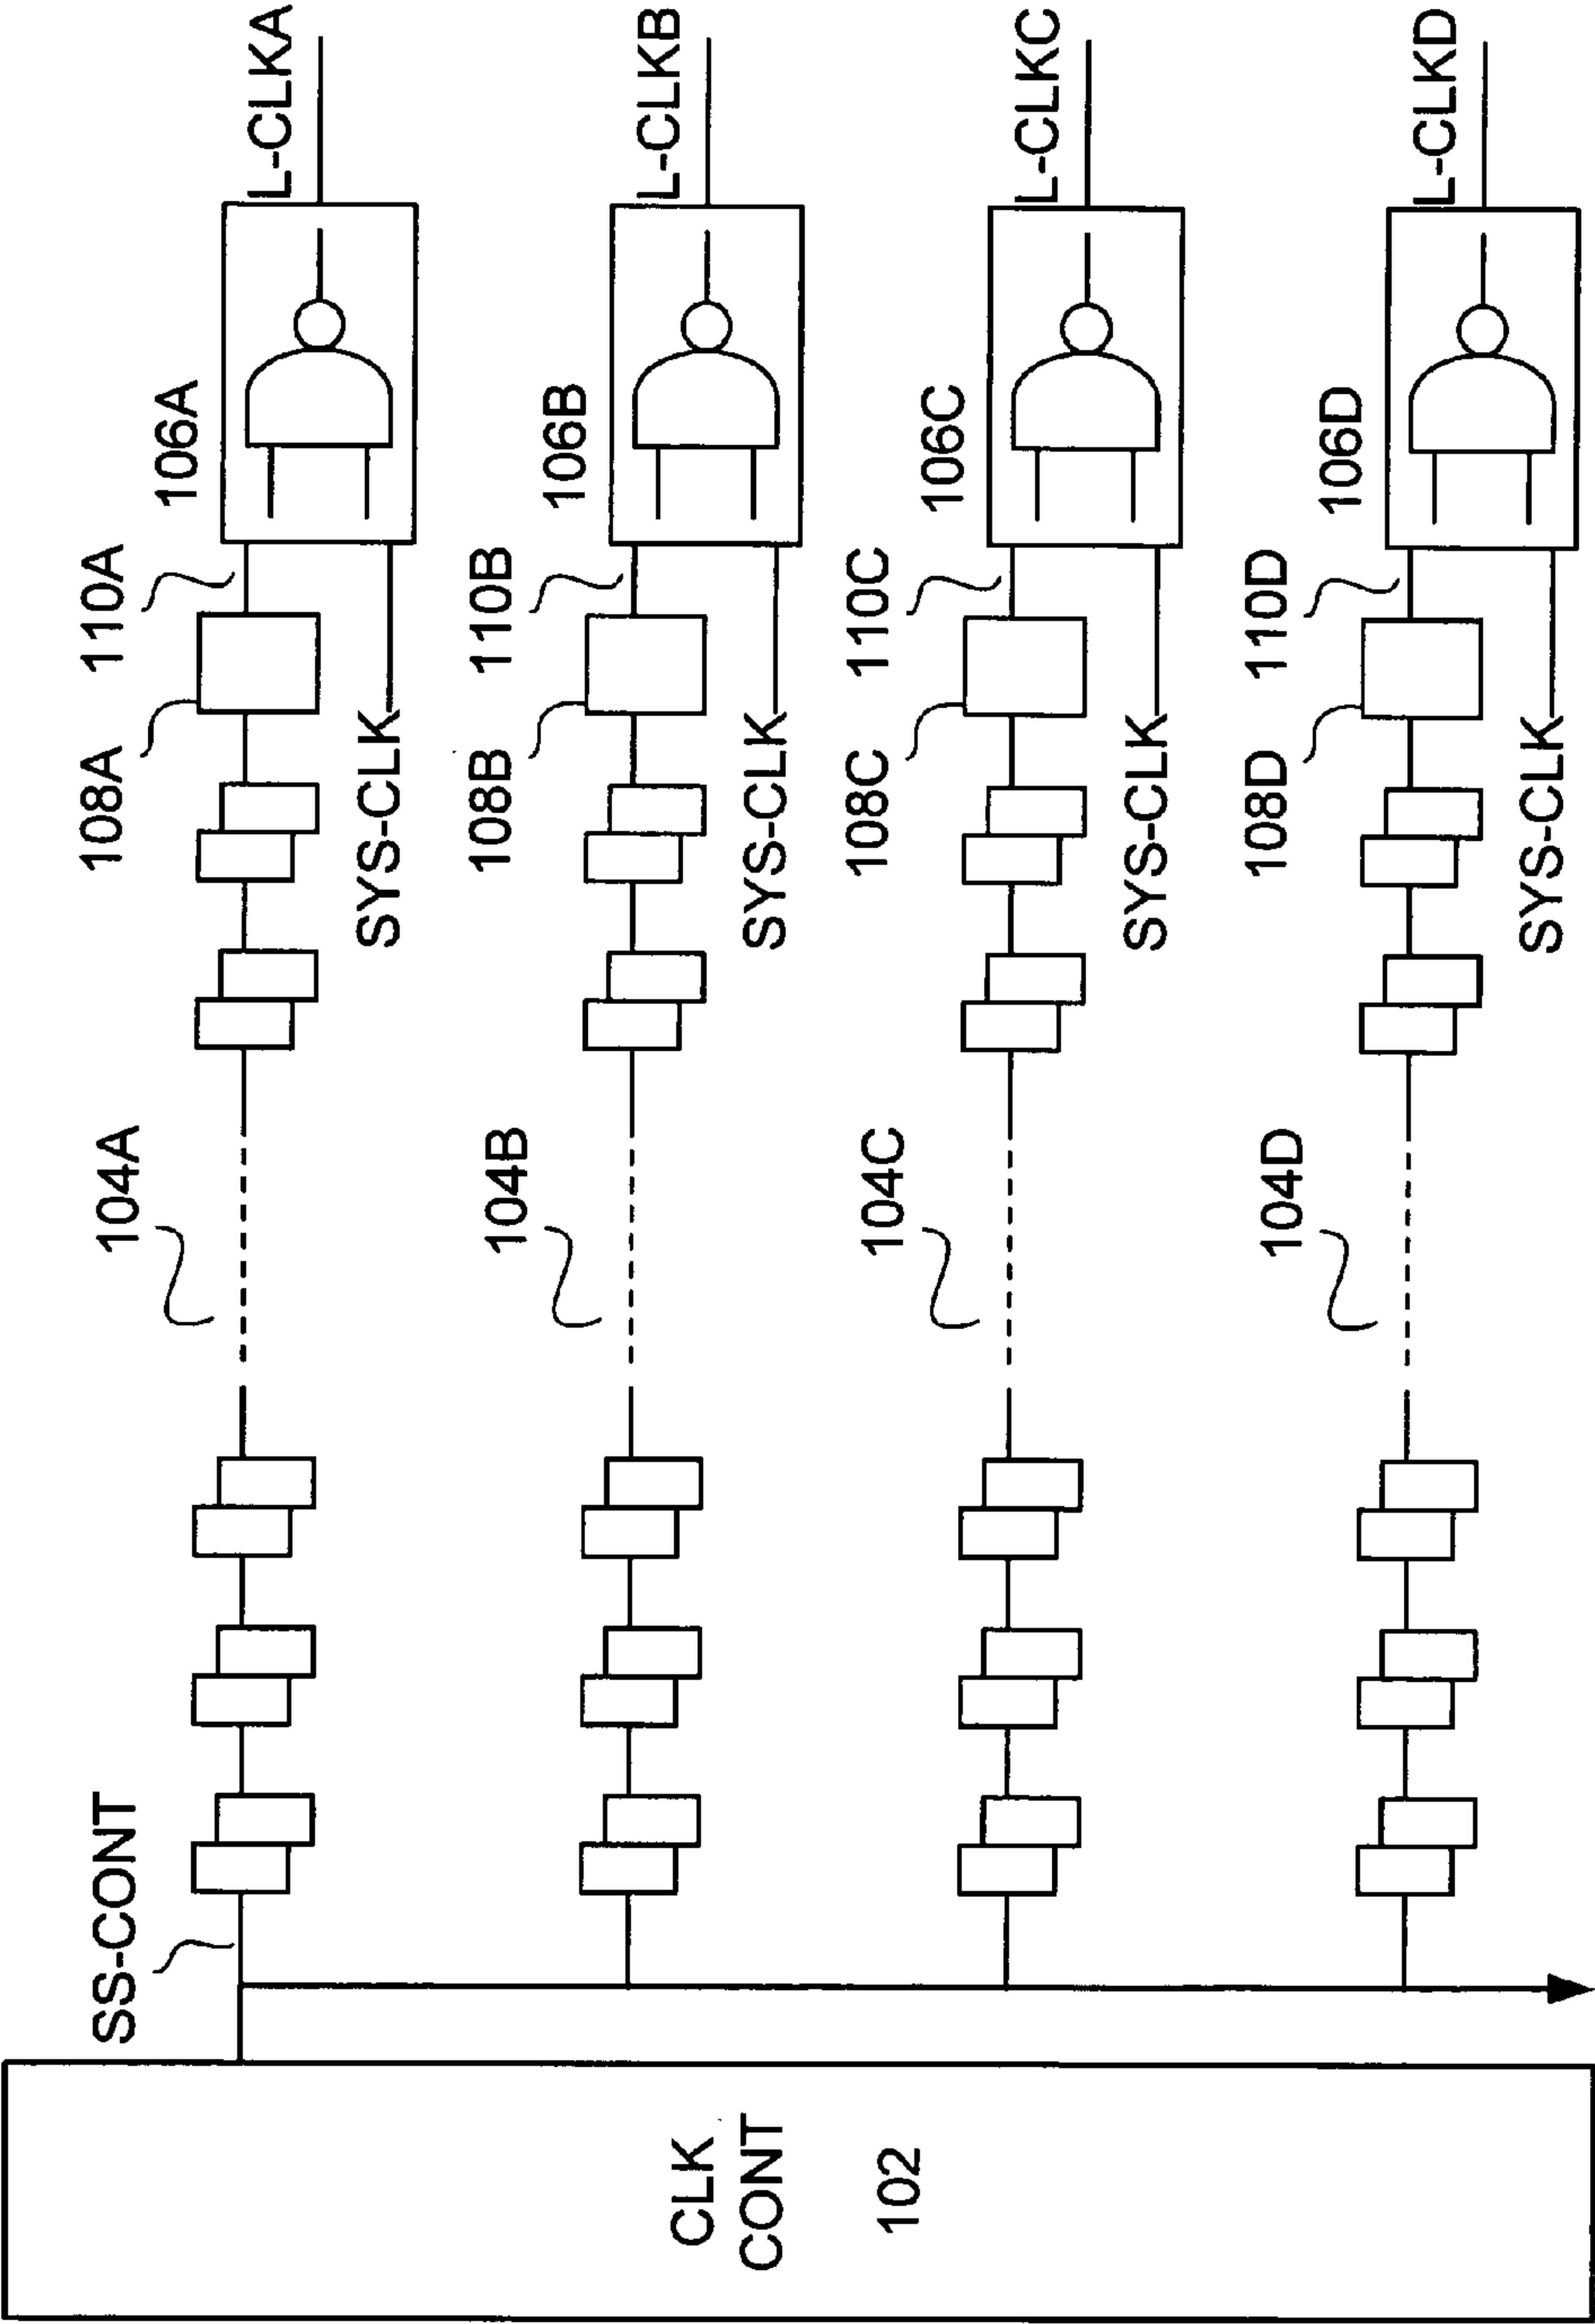 SS-CONT
104A
108A
110A
106A
L-CLKA
SYS-CLK
104B
108B
110B
106B
L-CLKB
SYS-CLK
CLK
CONT
102
104C
108C
110C
106C
L-CLKC
SYS-CLK
104D
108D
110D
106D
L-CLKD
SYS-CLK